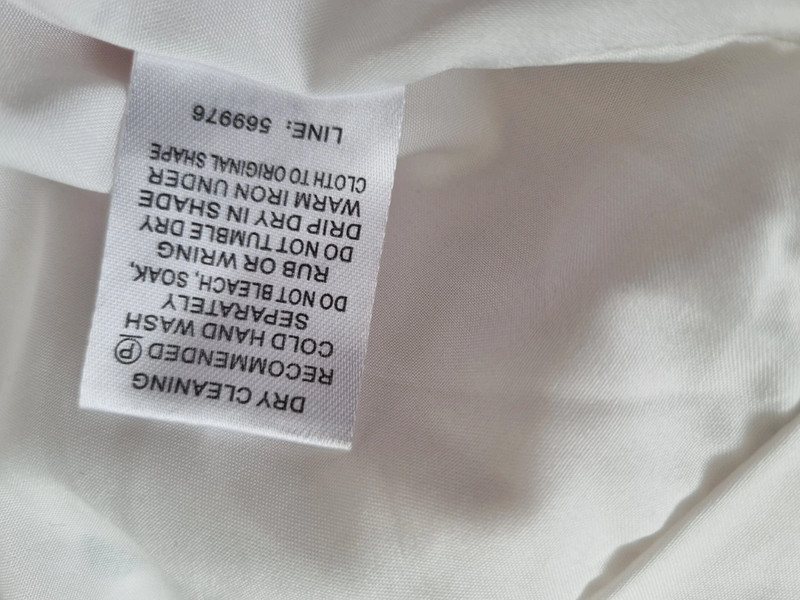 DRY CLEANING
RECOMMENDED Ⓟ
COLD HAND WASH
SEPARATELY
DO NOT BLEACH, SOAK,
RUB OR WRING
DO NOT TUMBLE DRY
DRIP DRY IN SHADE
WARM IRON UNDER
CLOTH TO ORIGINAL SHAPE
LINE: 569976